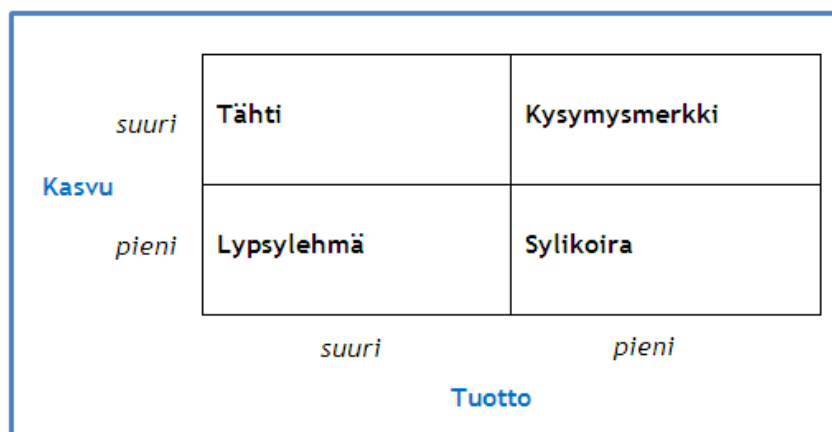 suuri Tähti Kysymysmerkki
Kasvu
pieni Lypsylehmä Sylikoira
suuri pieni
Tuotto